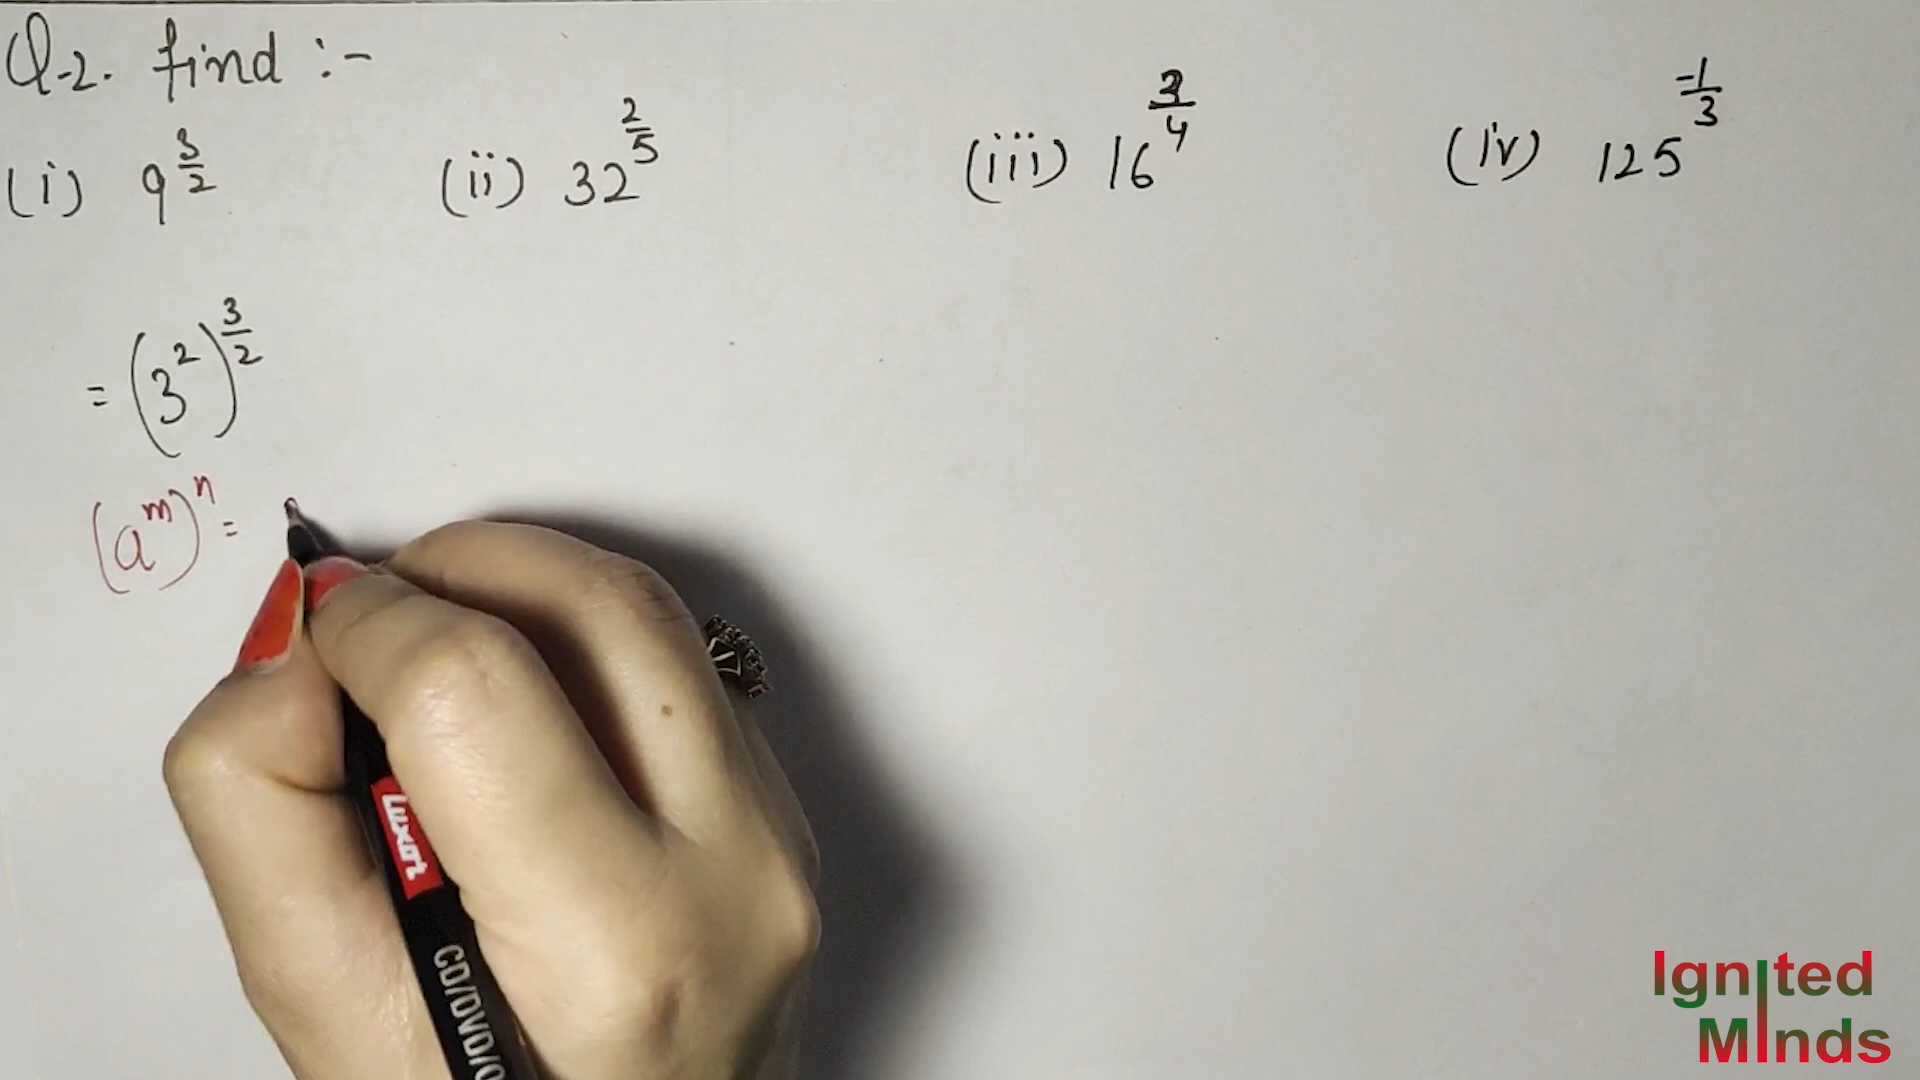 Q-2. find :-
(i) 9^{3/2} (ii) 32^{2/5} (iii) 16^{3/4} (iv) 125^{-1/3}
= (3^2)^{3/2}
(a^m)^n =
Luxor
CD/DVD/O
Ignited
Minds